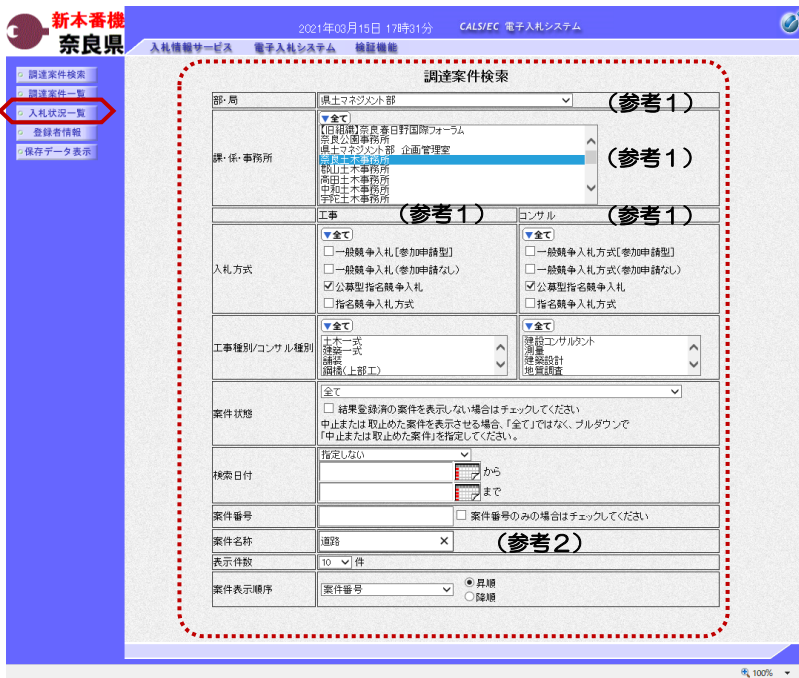 新本番機
奈良県
2021年03月15日 17時31分
CALS/EC 電子入札システム
入札情報サービス 電子入札システム 検証機能
調達案件検索
調達案件一覧
入札状況一覧
登録者情報
保存データ表示
調達案件検索
部・局
県土マネジメント部
(参考1)
課・係・事務所
▼全て
【旧組織】奈良春日野国際フォーラム
奈良公園事務所
県土マネジメント部 企画管理室
奈良土木事務所
郡山土木事務所
高田土木事務所
中和土木事務所
宇陀土木事務所
(参考1)
工事 (参考1)
コンサル (参考1)
入札方式
▼全て
一般競争入札[参加申請型]
一般競争入札(参加申請なし)
公募型指名競争入札
指名競争入札方式
▼全て
一般競争入札方式[参加申請型]
一般競争入札方式(参加申請なし)
公募型指名競争入札
指名競争入札方式
工事種別/コンサル種別
▼全て
土木一式
建築一式
舗装
鋼橋(上部工)
▼全て
建設コンサルタント
測量
建築設計
地質調査
案件状態
全て
結果登録済の案件を表示しない場合はチェックしてください
中止または取止めた案件を表示させる場合、「全て」ではなく、プルダウンで
「中止または取止めた案件」を指定してください。
検索日付
指定しない
から
まで
案件番号
案件番号のみの場合はチェックしてください
案件名称
道路 ×
(参考2)
表示件数
10 件
案件表示順序
案件番号
昇順
降順
100%